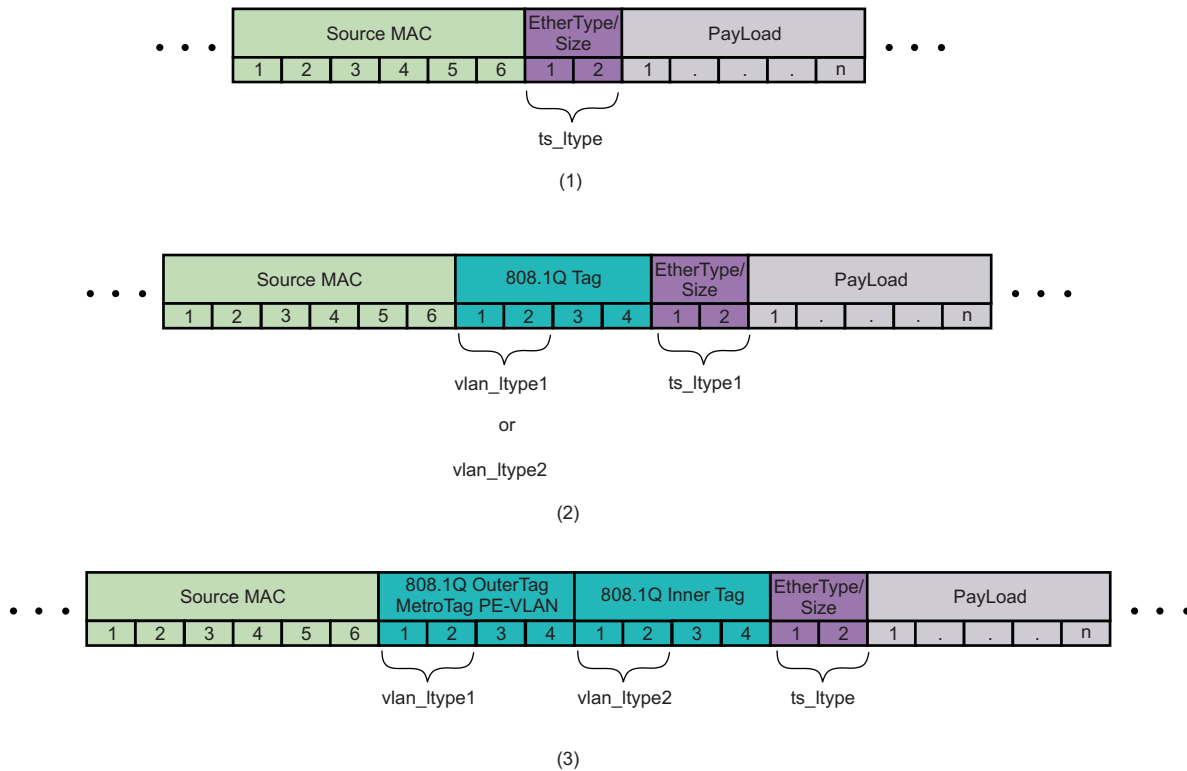 Source MAC EtherType/ Size PayLoad
1 2 3 4 5 6 1 2 1 . . . n
ts_ltype
(1)
Source MAC 808.1Q Tag EtherType/ Size PayLoad
1 2 3 4 5 6 1 2 3 4 1 2 1 . . . n
vlan_ltype1 ts_ltype1
or
vlan_ltype2
(2)
Source MAC 808.1Q OuterTag MetroTag PE-VLAN 808.1Q Inner Tag EtherType/ Size PayLoad
1 2 3 4 5 6 1 2 3 4 1 2 3 4 1 2 1 . . . n
vlan_ltype1 vlan_ltype2 ts_ltype
(3)